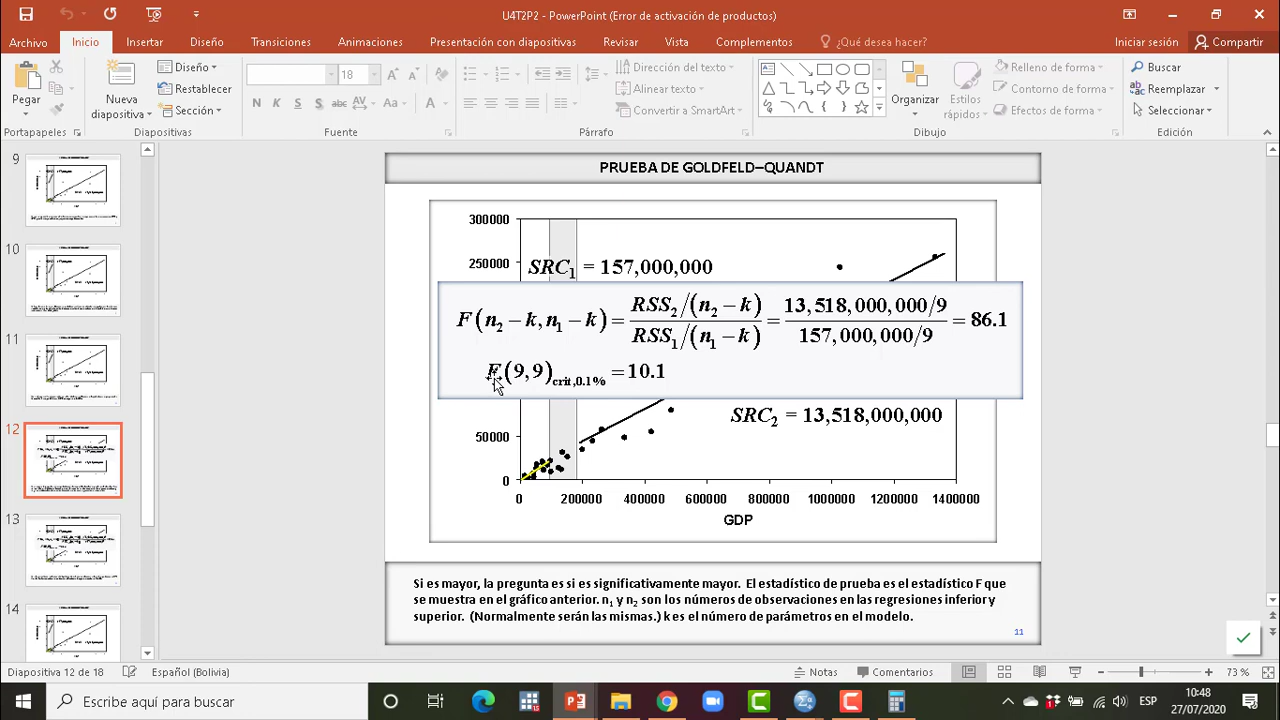 U4T2P2 - PowerPoint (Error de activación de productos)
Archivo Inicio Insertar Diseño Transiciones Animaciones Presentación con diapositivas Revisar Vista Complementos ¿Qué desea hacer? Iniciar sesión Compartir
Pegar
Nueva diapositiva
Diseño
Restablecer
Sección
18
N K S S abc AV Aa A
Dirección del texto
Alinear texto
Convertir a SmartArt
Organizar
Estilos rápidos
Relleno de forma
Contorno de forma
Efectos de forma
Buscar
Reemplazar
Seleccionar
Portapapeles Diapositivas Fuente Párrafo Dibujo Edición
9
10
11
12
13
14
PRUEBA DE GOLDFELD–QUANDT
300000
250000
SRC1 = 157,000,000
F(n2 − k, n1 − k) = RSS2/(n2 − k) / RSS1/(n1 − k) = 13,518,000,000/9 / 157,000,000/9 = 86.1
F(9,9)crit,0.1% = 10.1
SRC2 = 13,518,000,000
50000
0
0 200000 400000 600000 800000 1000000 1200000 1400000
GDP
Si es mayor, la pregunta es si es significativamente mayor. El estadístico de prueba es el estadístico F que
se muestra en el gráfico anterior. n1 y n2 son los números de observaciones en las regresiones inferior y
superior. (Normalmente serán las mismas.) k es el número de parámetros en el modelo.
11
Diapositiva 12 de 18 Español (Bolivia) Notas Comentarios 73 %
Escribe aquí para buscar
ESP
10:48
27/07/2020